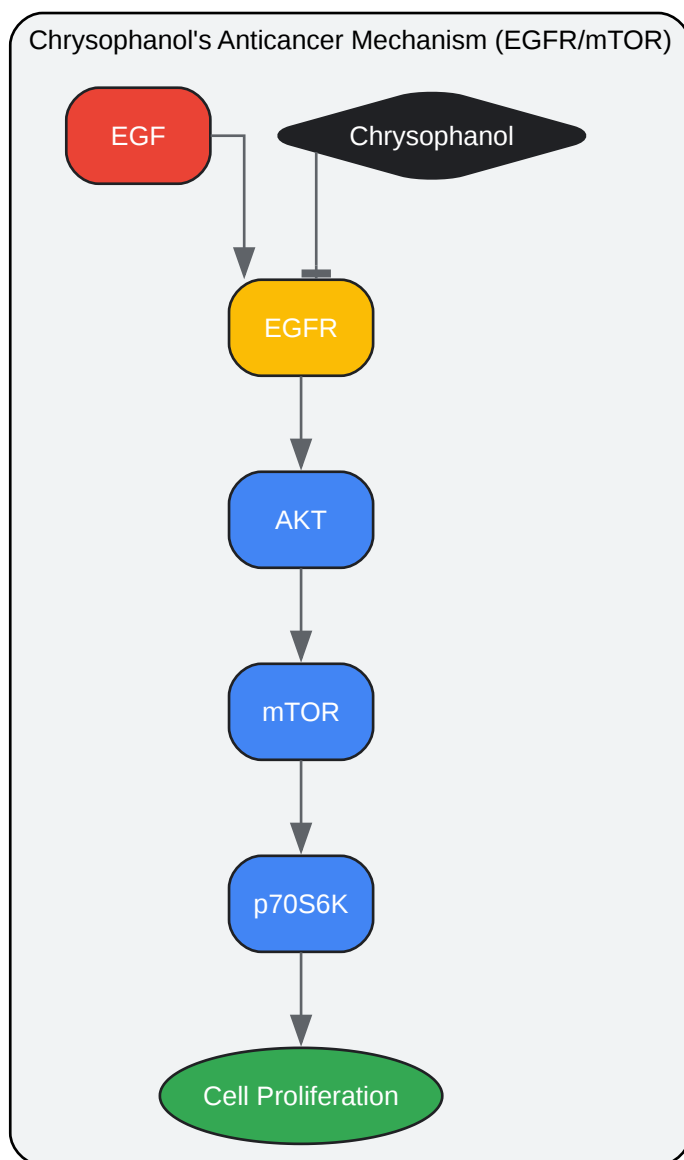 Chrysophanol's Anticancer Mechanism (EGFR/mTOR)
EGF
Chrysophanol
EGFR
AKT
mTOR
p70S6K
Cell Proliferation